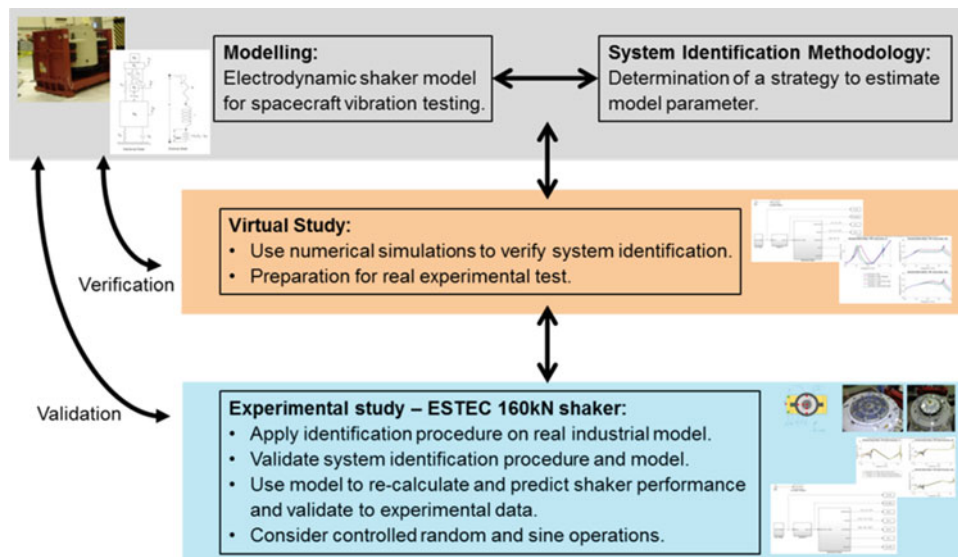 Modelling:
Electrodynamic shaker model
for spacecraft vibration testing.
System Identification Methodology:
Determination of a strategy to estimate
model parameter.
Virtual Study:
• Use numerical simulations to verify system identification.
• Preparation for real experimental test.
Verification
Validation
Experimental study – ESTEC 160kN shaker:
• Apply identification procedure on real industrial model.
• Validate system identification procedure and model.
• Use model to re-calculate and predict shaker performance
and validate to experimental data.
• Consider controlled random and sine operations.